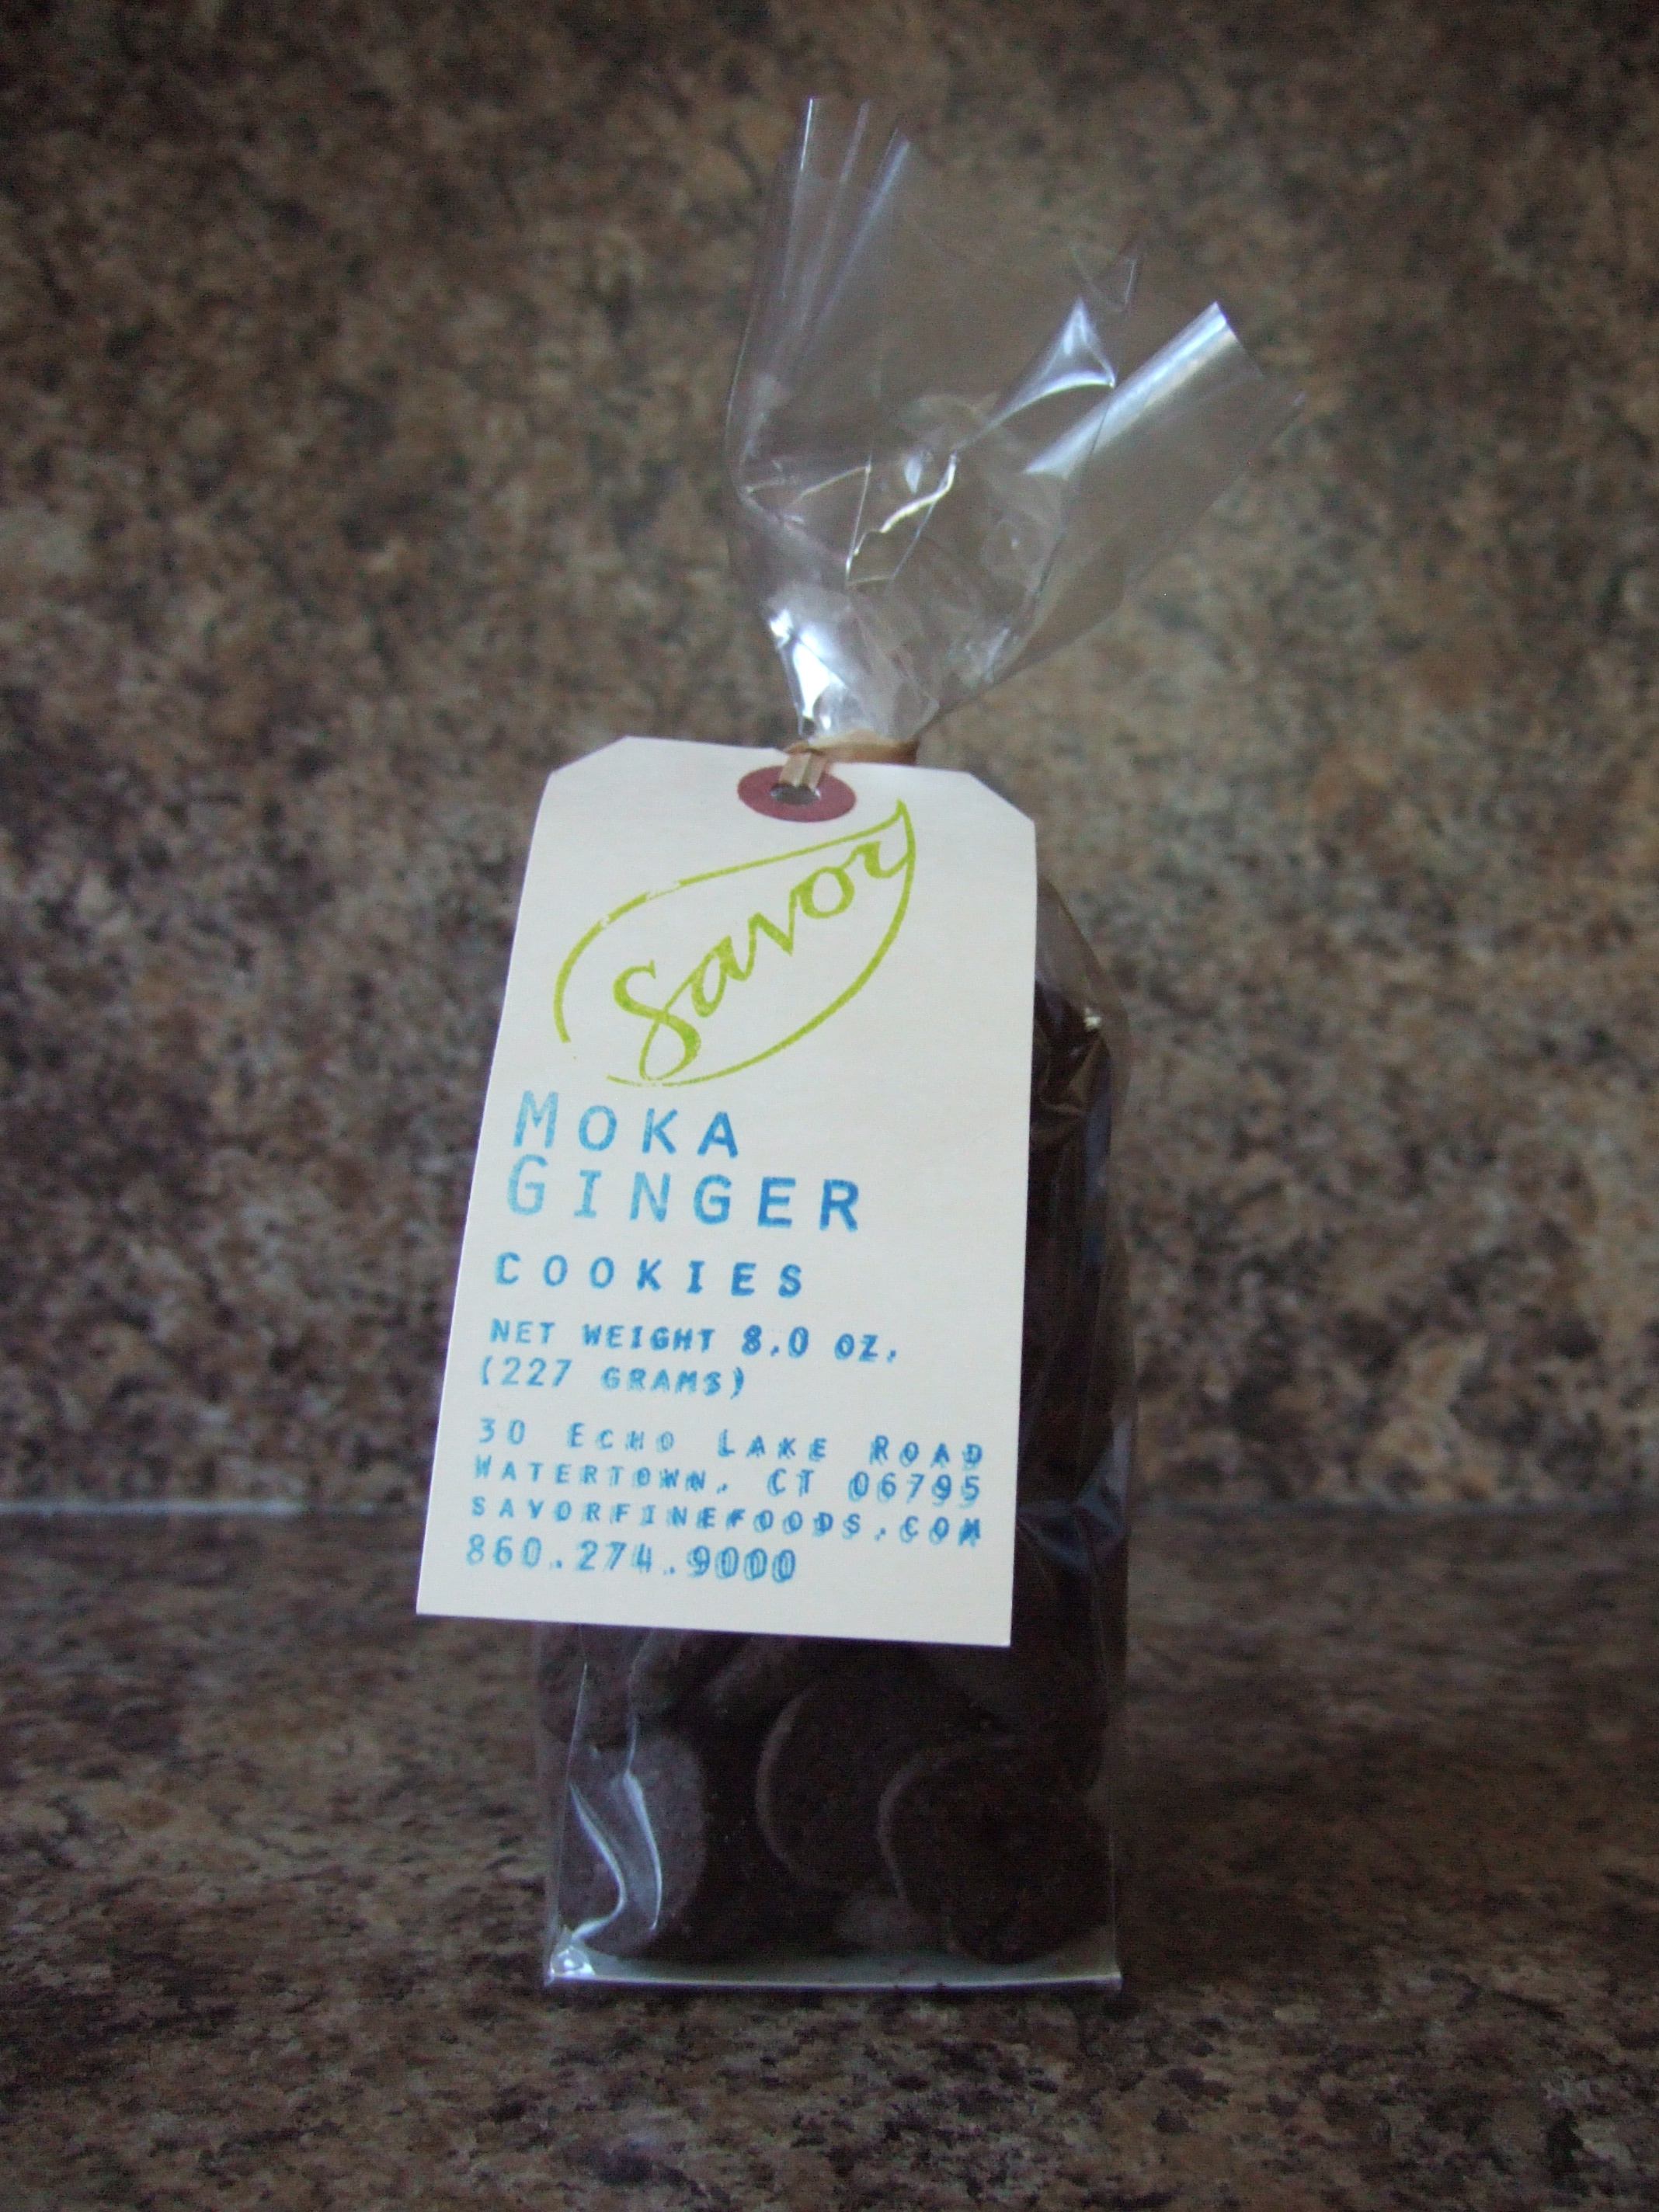 Savor
MOKA
GINGER
COOKIES
NET WEIGHT 8.0 OZ.
(227 GRAMS)
30 ECHO LAKE ROAD
WATERTOWN, CT 06795
SAVORFINEFOODS.COM
860.274.9000